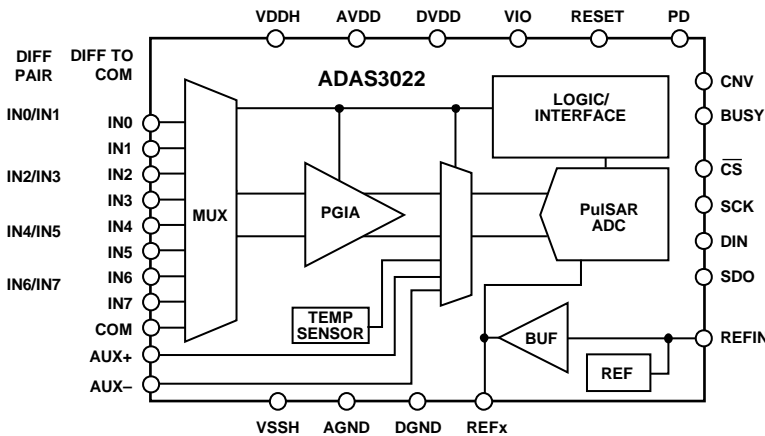 VDDH AVDD DVDD VIO RESET PD
DIFF
PAIR
DIFF TO
COM
ADAS3022
IN0/IN1
IN2/IN3
IN4/IN5
IN6/IN7
IN0
IN1
IN2
IN3
IN4
IN5
IN6
IN7
COM
AUX+
AUX–
MUX
PGIA
TEMP
SENSOR
LOGIC/
INTERFACE
PulSAR
ADC
BUF
REF
CNV
BUSY
CS
SCK
DIN
SDO
REFIN
VSSH AGND DGND REFx